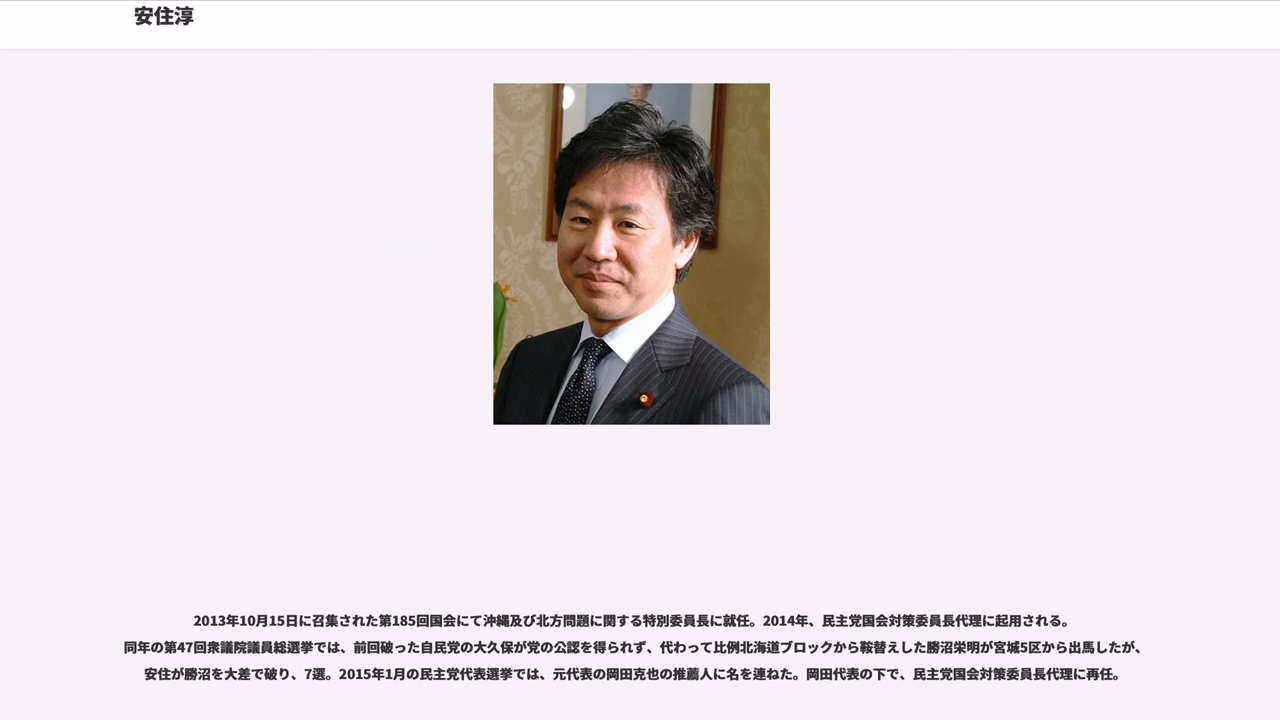 安住淳
2013年10月15日に召集された第185回国会にて沖縄及び北方問題に関する特別委員長に就任。2014年、民主党国会対策委員長代理に起用される。
同年の第47回衆議院議員総選挙では、前回破った自民党の大久保が党の公認を得られず、代わって比例北海道ブロックから鞍替えした勝沼栄明が宮城5区から出馬したが、
安住が勝沼を大差で破り、7選。2015年1月の民主党代表選挙では、元代表の岡田克也の推薦人に名を連ねた。岡田代表の下で、民主党国会対策委員長代理に再任。